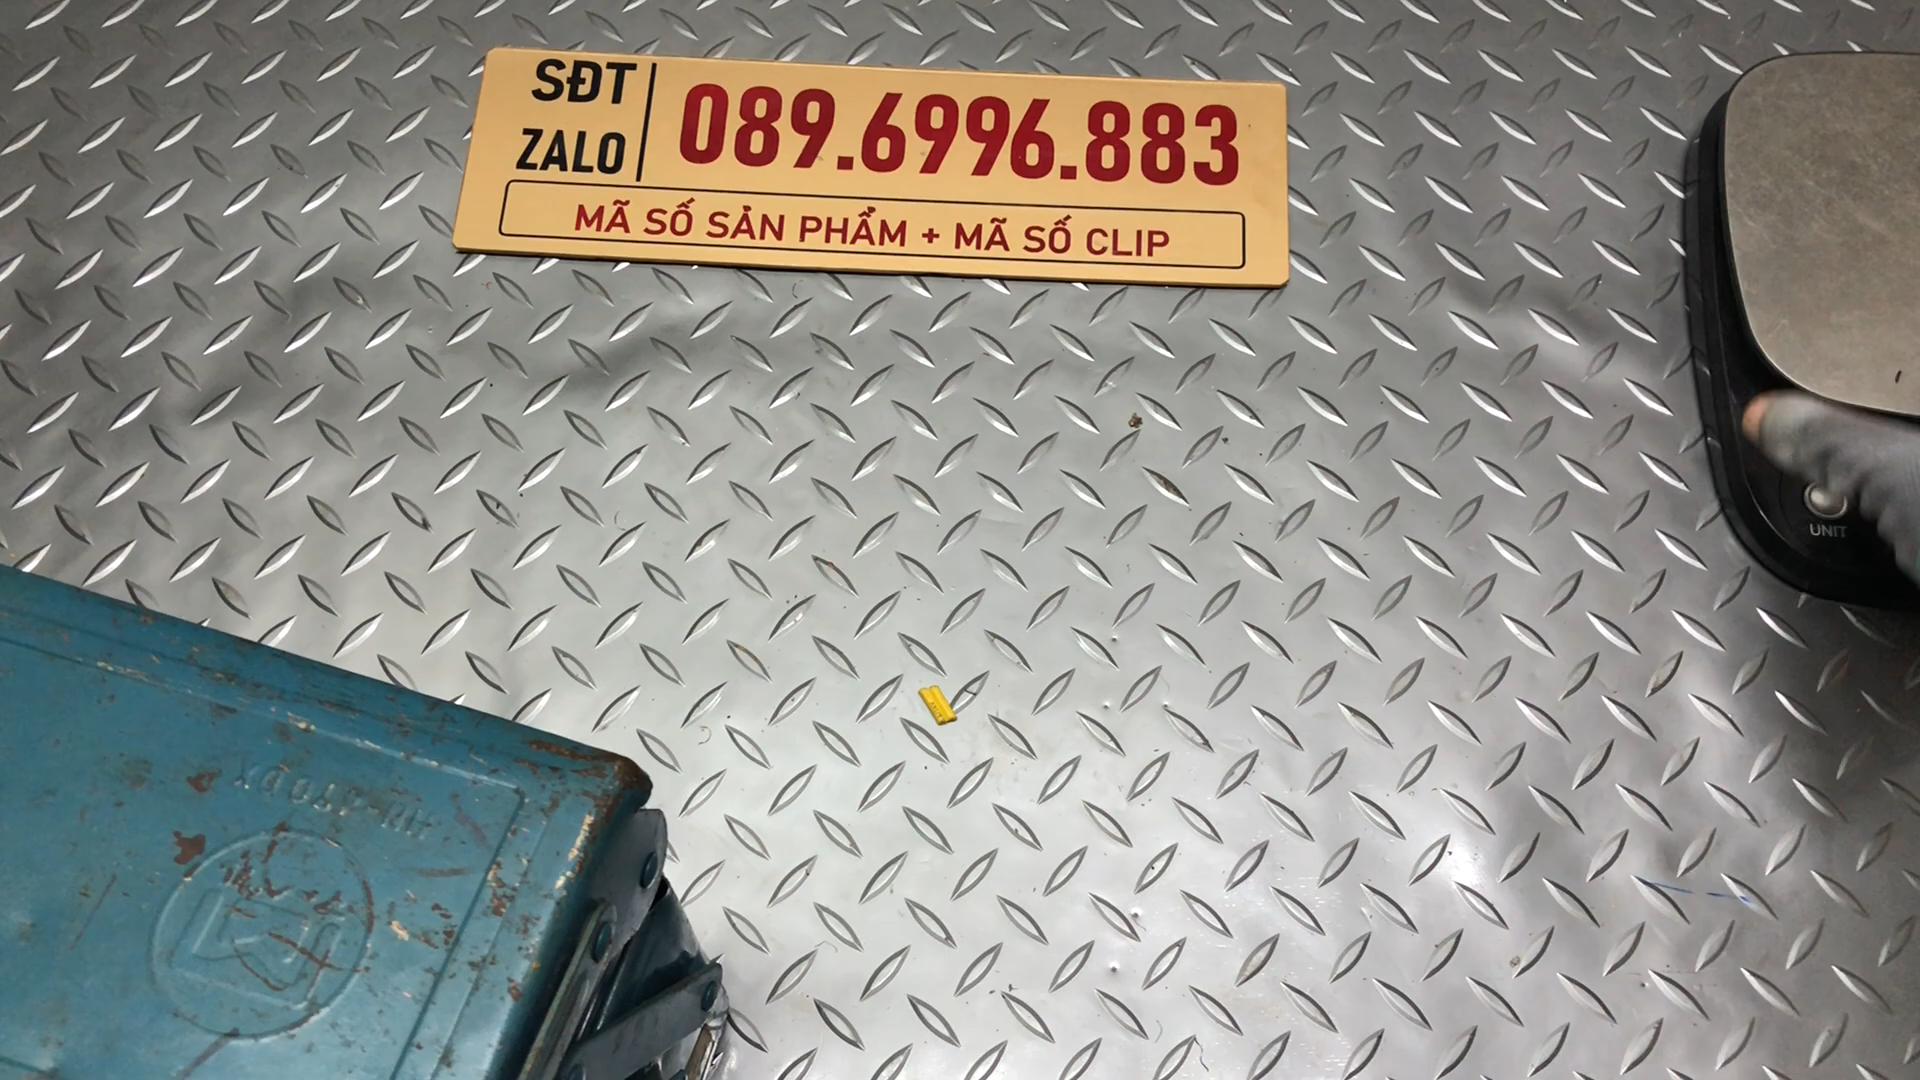 SĐT
ZALO
089.6996.883
MÃ SỐ SẢN PHẨM + MÃ SỐ CLIP
UNIT